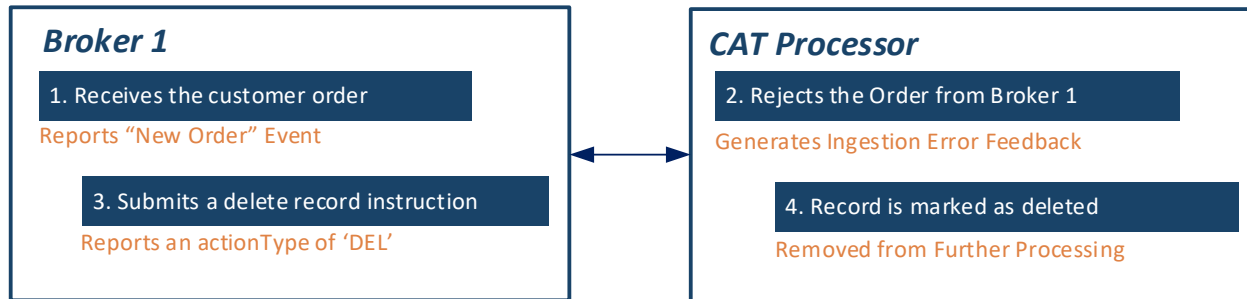 Broker 1
1. Receives the customer order
Reports “New Order” Event
3. Submits a delete record instruction
Reports an actionType of ‘DEL’
CAT Processor
2. Rejects the Order from Broker 1
Generates Ingestion Error Feedback
4. Record is marked as deleted
Removed from Further Processing